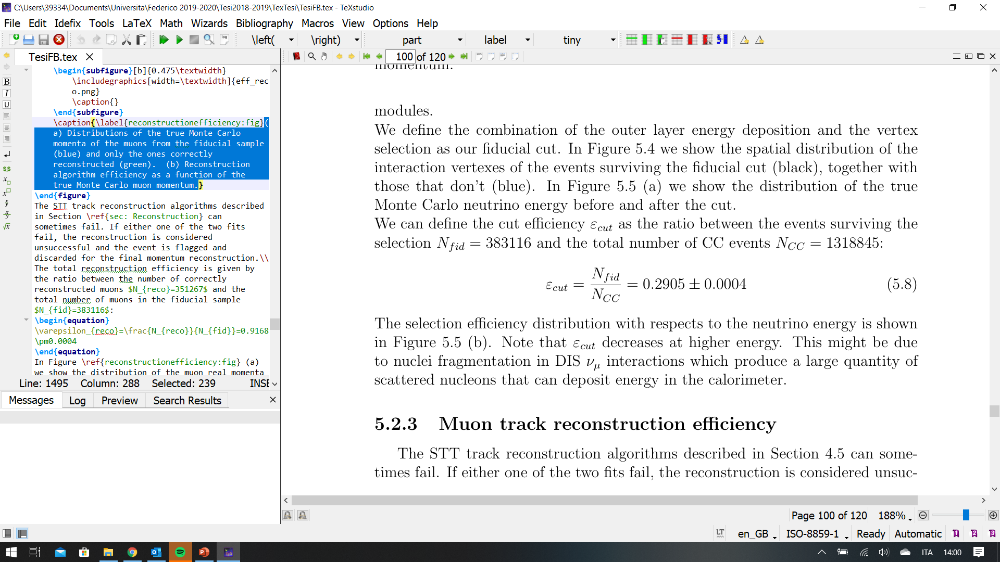 C:\Users\39334\Documents\Universita\Federico 2019-2020\Tesi2018-2019\TexTesi\TesiFB.tex - TeXstudio
File Edit Idefix Tools LaTeX Math Wizards Bibliography Macros View Options Help
\left( \right) part label tiny
TesiFB.tex
100 of 120
\begin{subfigure}[b]{0.475\textwidth}
\includegraphics[width=\textwidth]{eff_rec
o.png}
\caption{}
\end{subfigure}
\caption{\label{reconstructionefficiency:fig}(
a) Distributions of the true Monte Carlo
momenta of the muons from the fiducial sample
(blue) and only the ones correctly
reconstructed (green).  (b) Reconstruction
algorithm efficiency as a function of the
true Monte Carlo muon momentum.}
\end{figure}
The STT track reconstruction algorithms described
in Section \ref{sec: Reconstruction} can
sometimes fail. If either one of the two fits
fail, the reconstruction is considered
unsuccessful and the event is flagged and
discarded for the final momentum reconstruction.\\
The total reconstruction efficiency is given by
the ratio between the number of correctly
reconstructed muons $N_{reco}=351267$ and the
total number of muons in the fiducial sample
$N_{fid}=383116$:
\begin{equation}
\varepsilon_{reco}=\frac{N_{reco}}{N_{fid}}=0.9168
\pm0.0004
\end{equation}
In Figure \ref{reconstructionefficiency:fig} (a)
we show the distribution of the muon real momenta
Line: 1495 Column: 288 Selected: 239 INSE
Messages Log Preview Search Results
momentum.
modules.
We define the combination of the outer layer energy deposition and the vertex
selection as our fiducial cut. In Figure 5.4 we show the spatial distribution of the
interaction vertexes of the events surviving the fiducial cut (black), together with
those that don't (blue). In Figure 5.5 (a) we show the distribution of the true
Monte Carlo neutrino energy before and after the cut.
We can define the cut efficiency εcut as the ratio between the events surviving the
selection Nfid = 383116 and the total number of CC events NCC = 1318845:
εcut = Nfid / NCC = 0.2905 ± 0.0004 (5.8)
The selection efficiency distribution with respects to the neutrino energy is shown
in Figure 5.5 (b). Note that εcut decreases at higher energy. This might be due
to nuclei fragmentation in DIS νμ interactions which produce a large quantity of
scattered nucleons that can deposit energy in the calorimeter.
5.2.3 Muon track reconstruction efficiency
The STT track reconstruction algorithms described in Section 4.5 can some-
times fail. If either one of the two fits fail, the reconstruction is considered unsuc-
Page 100 of 120 188%
LT en_GB ISO-8859-1 Ready Automatic 1 2 3
ITA 14:00